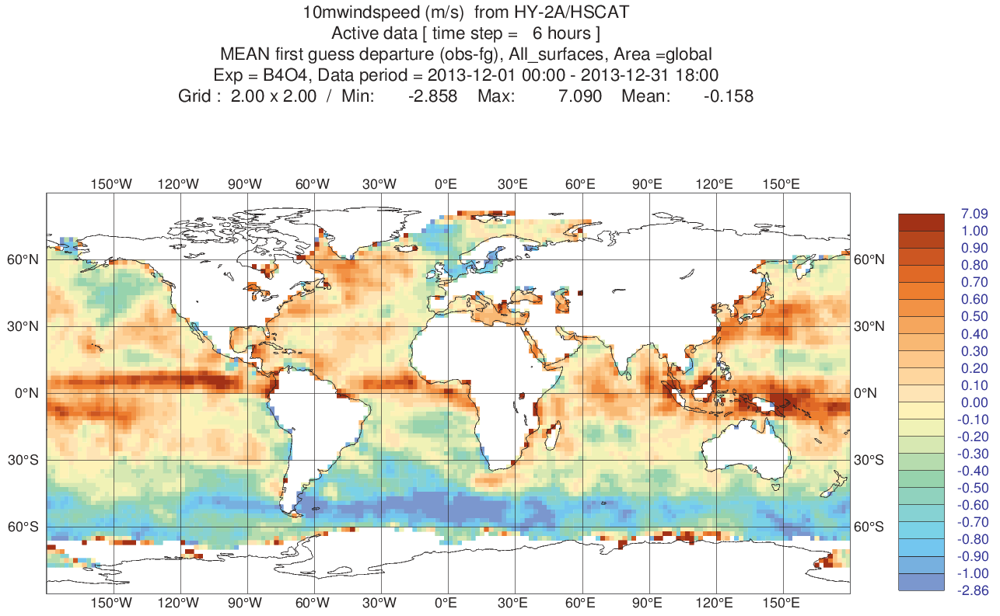 10mwindspeed (m/s) from HY-2A/HSCAT
Active data [ time step = 6 hours ]
MEAN first guess departure (obs-fg), All_surfaces, Area =global
Exp = B4O4, Data period = 2013-12-01 00:00 - 2013-12-31 18:00
Grid : 2.00 x 2.00 / Min: -2.858 Max: 7.090 Mean: -0.158
150°W 120°W 90°W 60°W 30°W 0°E 30°E 60°E 90°E 120°E 150°E
60°N 60°N
30°N 30°N
0°N 0°N
30°S 30°S
60°S 60°S
150°W 120°W 90°W 60°W 30°W 0°E 30°E 60°E 90°E 120°E 150°E
7.09
1.00
0.90
0.80
0.70
0.60
0.50
0.40
0.30
0.20
0.10
0.00
-0.10
-0.20
-0.30
-0.40
-0.50
-0.60
-0.70
-0.80
-0.90
-1.00
-2.86